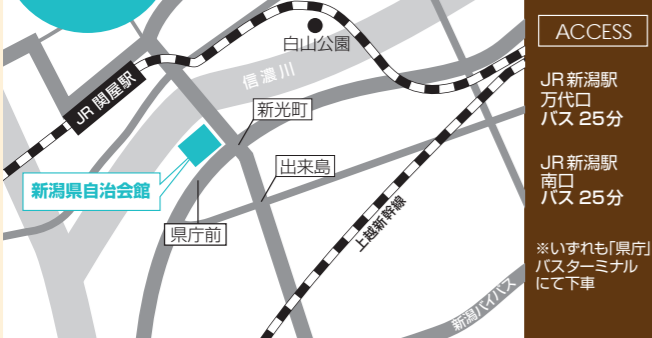 白山公園
信濃川
JR 関屋駅
新光町
出来島
新潟県自治会館
県庁前
上越新幹線
新潟バイパス
ACCESS
JR新潟駅
万代口
バス 25分
JR新潟駅
南口
バス 25分
※いずれも「県庁」
バスターミナル
にて下車